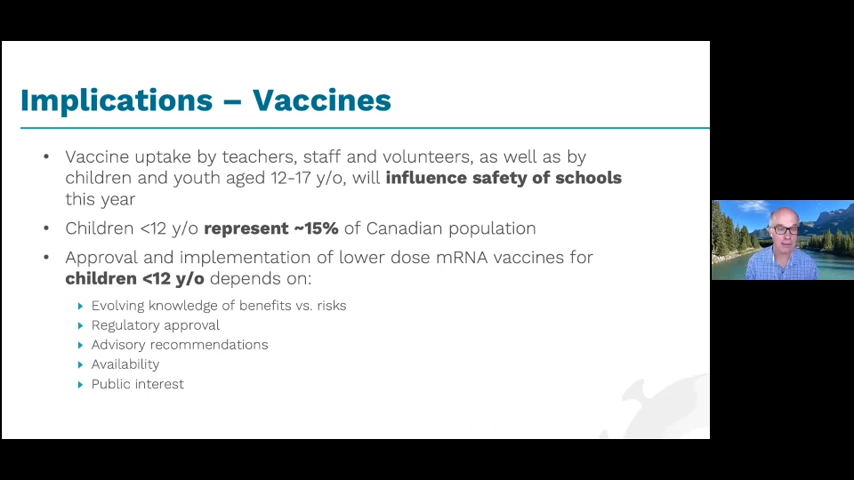 Implications – Vaccines
• Vaccine uptake by teachers, staff and volunteers, as well as by
children and youth aged 12-17 y/o, will influence safety of schools
this year
• Children <12 y/o represent ~15% of Canadian population
• Approval and implementation of lower dose mRNA vaccines for
children <12 y/o depends on:
Evolving knowledge of benefits vs. risks
Regulatory approval
Advisory recommendations
Availability
Public interest